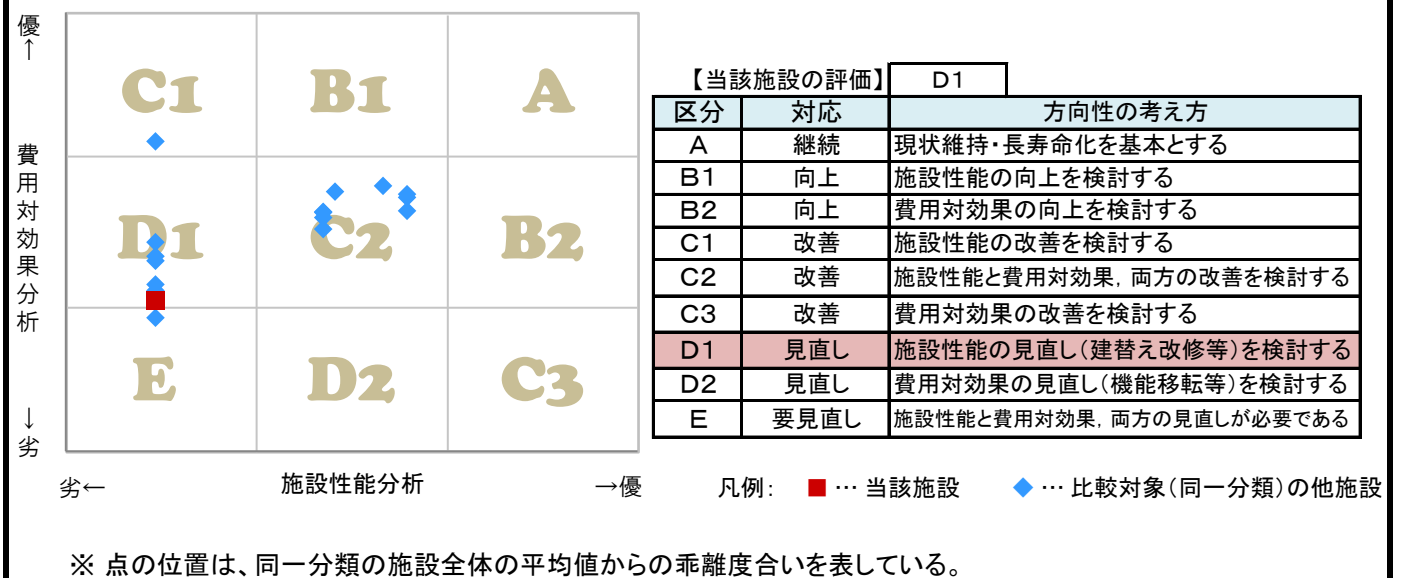 優
↑
費用対効果分析
↓
劣
C1 B1 A
D1 C2 B2
E D2 C3
劣← 施設性能分析 →優
【当該施設の評価】 D1
区分 対応 方向性の考え方
A 継続 現状維持・長寿命化を基本とする
B1 向上 施設性能の向上を検討する
B2 向上 費用対効果の向上を検討する
C1 改善 施設性能の改善を検討する
C2 改善 施設性能と費用対効果，両方の改善を検討する
C3 改善 費用対効果の改善を検討する
D1 見直し 施設性能の見直し（建替え改修等）を検討する
D2 見直し 費用対効果の見直し（機能移転等）を検討する
E 要見直し 施設性能と費用対効果，両方の見直しが必要である
凡例： ■ … 当該施設 ◆ … 比較対象（同一分類）の他施設
※ 点の位置は、同一分類の施設全体の平均値からの乖離度合いを表している。